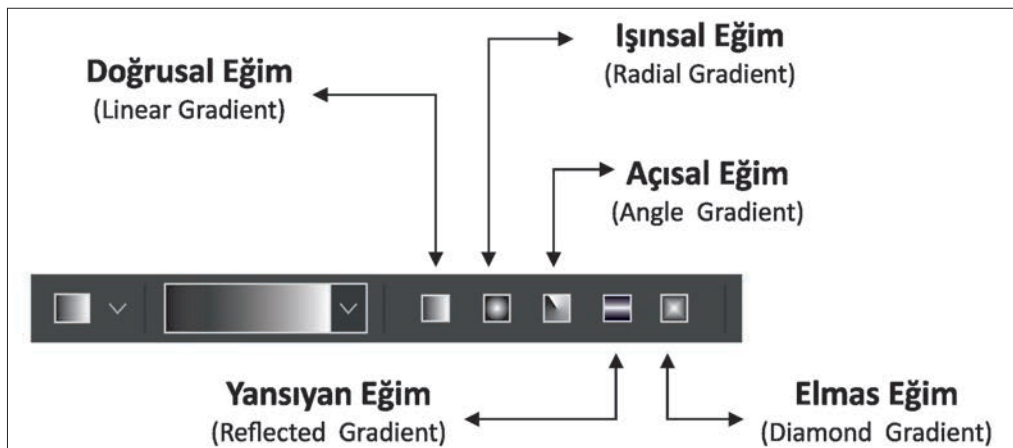 Işınsal Eğim
(Radial Gradient)
Doğrusal Eğim
(Linear Gradient)
Açısal Eğim
(Angle Gradient)
Yansıyan Eğim
(Reflected Gradient)
Elmas Eğim
(Diamond Gradient)